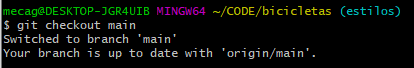 mecag@DESKTOP-JGR4UIB MINGW64 ~/CODE/bicicletas (estilos)
$ git checkout main
Switched to branch 'main'
Your branch is up to date with 'origin/main'.